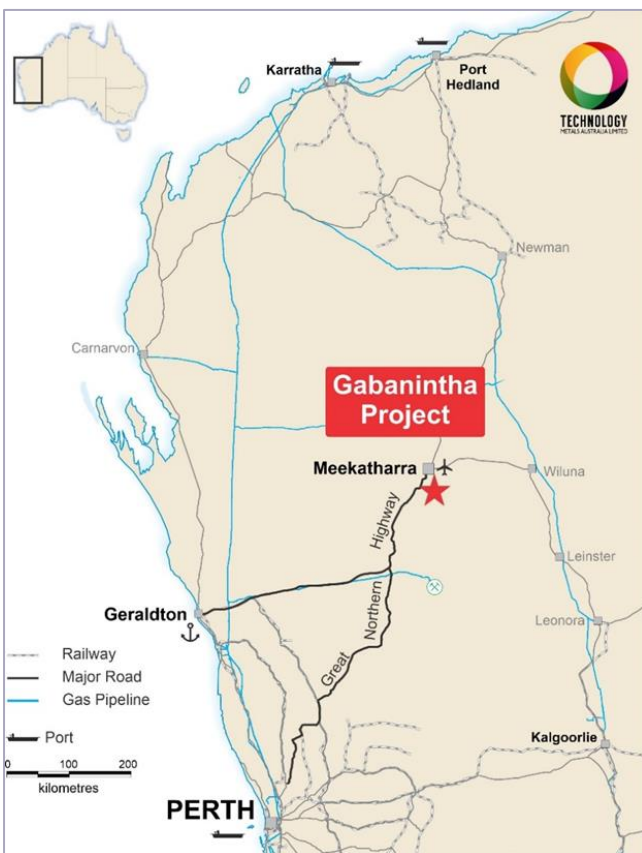 Karratha
Port
Hedland
TECHNOLOGY
METALS AUSTRALIA LIMITED
Newman
Carnarvon
Gabanintha
Project
Meekatharra
Wiluna
Highway
Leinster
Geraldton
Northern
Leonora
Great
Railway
Major Road
Gas Pipeline
Kalgoorlie
Port
0 100 200
kilometres
PERTH